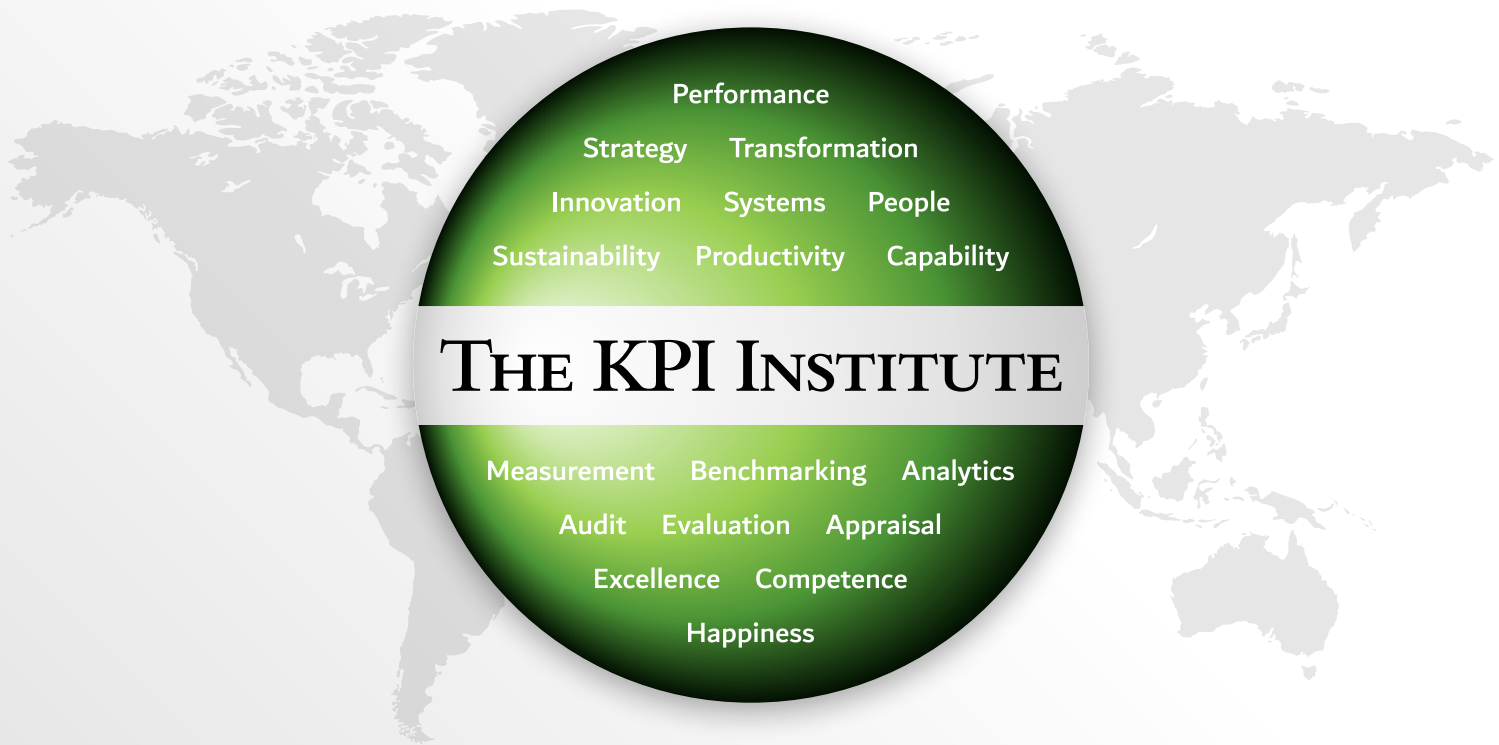 Performance
Strategy Transformation
Innovation Systems People
Sustainability Productivity Capability
The KPI Institute
Measurement Benchmarking Analytics
Audit Evaluation Appraisal
Excellence Competence
Happiness